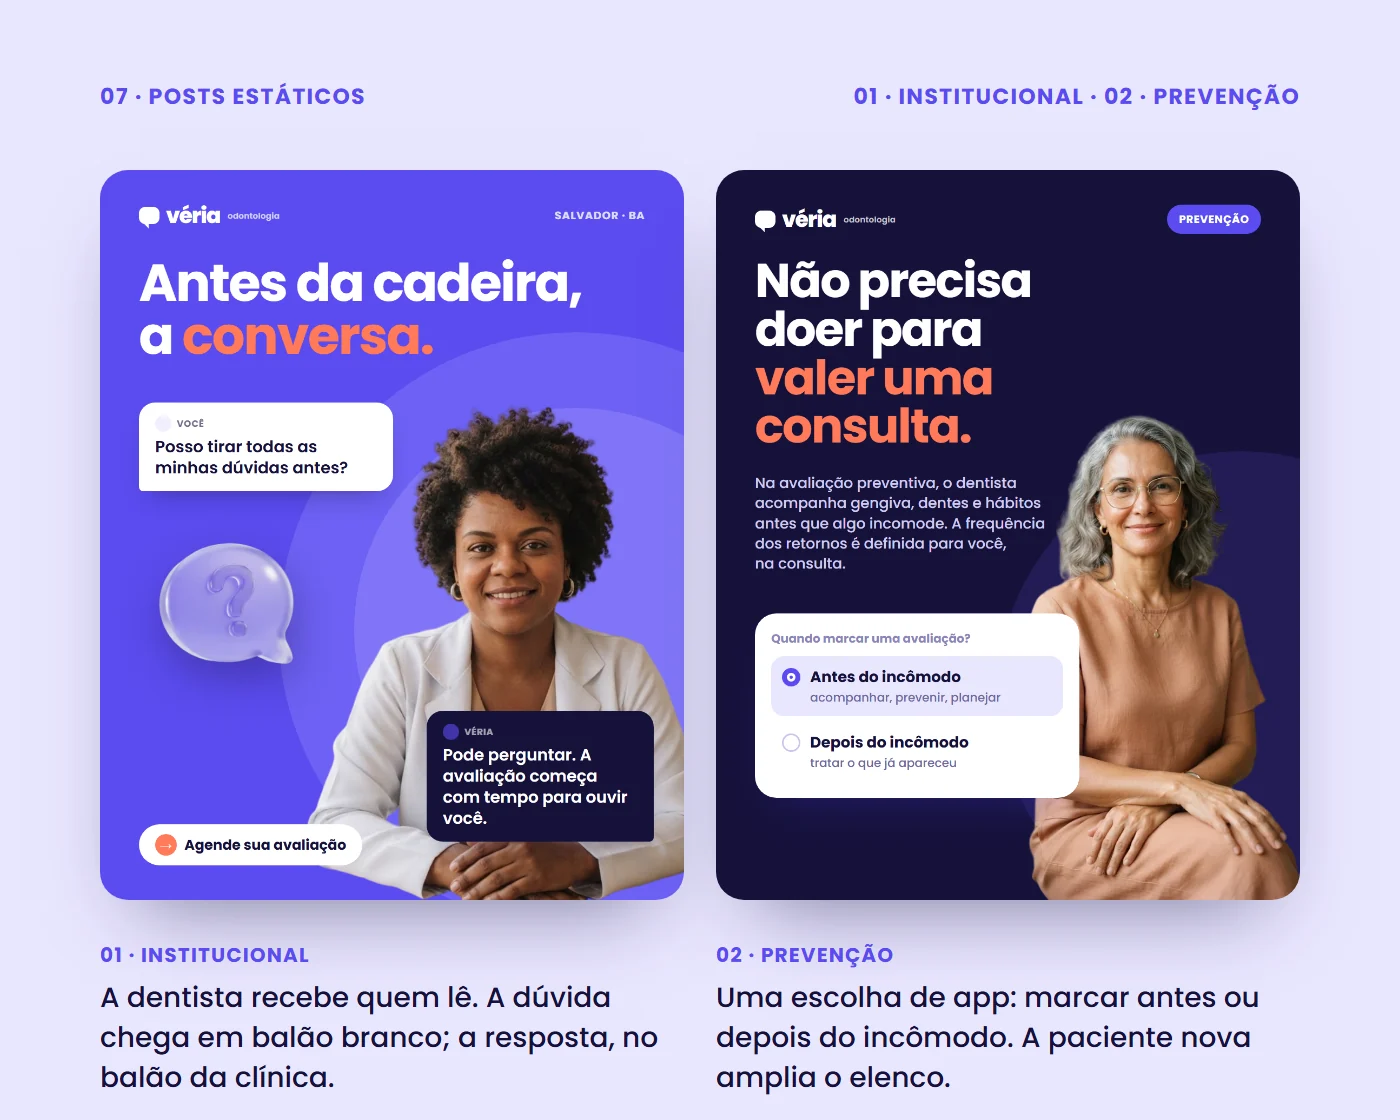 07 · POSTS ESTÁTICOS
01 · INSTITUCIONAL · 02 · PREVENÇÃO
véria odontologia
SALVADOR · BA
Antes da cadeira,
a conversa.
VOCÊ
Posso tirar todas as
minhas dúvidas antes?
?
VÉRIA
Pode perguntar. A
avaliação começa
com tempo para ouvir
você.
→ Agende sua avaliação
véria odontologia
PREVENÇÃO
Não precisa
doer para
valer uma
consulta.
Na avaliação preventiva, o dentista
acompanha gengiva, dentes e hábitos
antes que algo incomode. A frequência
dos retornos é definida para você,
na consulta.
Quando marcar uma avaliação?
Antes do incômodo
acompanhar, prevenir, planejar
Depois do incômodo
tratar o que já apareceu
01 · INSTITUCIONAL
A dentista recebe quem lê. A dúvida
chega em balão branco; a resposta, no
balão da clínica.
02 · PREVENÇÃO
Uma escolha de app: marcar antes ou
depois do incômodo. A paciente nova
amplia o elenco.